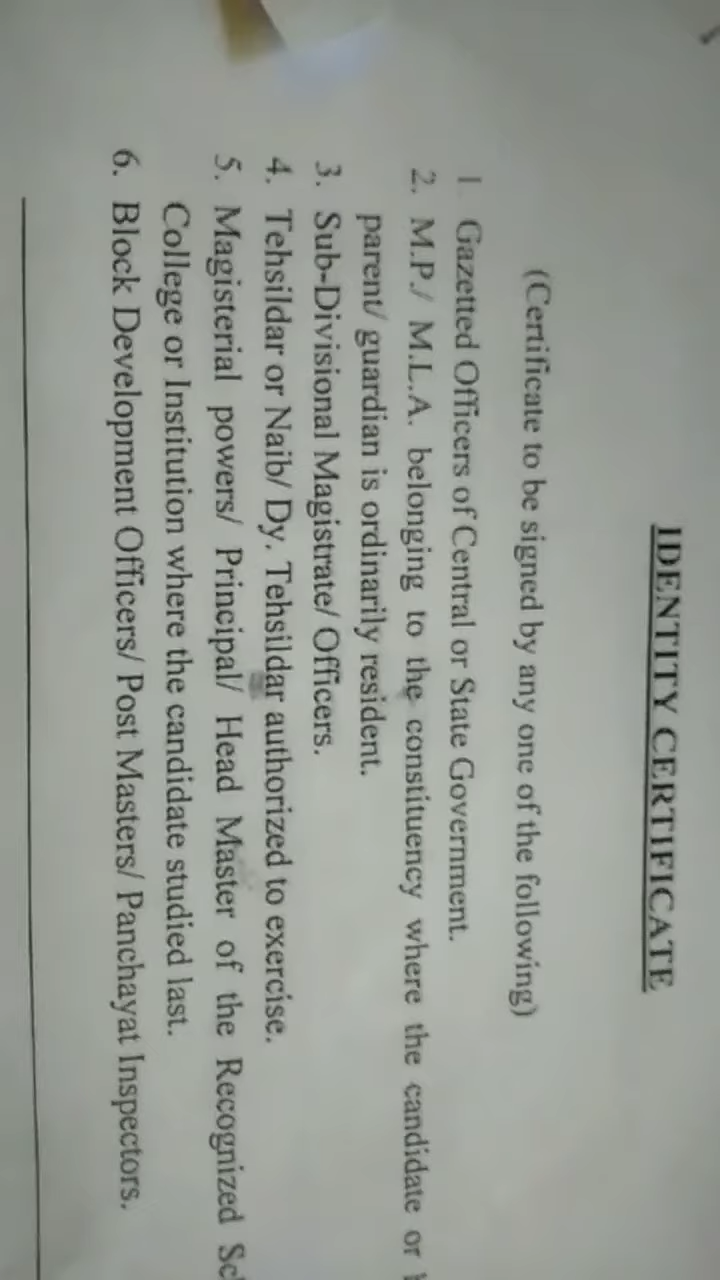 IDENTITY CERTIFICATE
(Certificate to be signed by any one of the following)
1 Gazetted Officers of Central or State Government.
2. M.P./ M.L.A. belonging to the constituency where the candidate or
parent/ guardian is ordinarily resident.
3. Sub-Divisional Magistrate/ Officers.
4. Tehsildar or Naib/ Dy. Tehsildar authorized to exercise.
5. Magisterial powers/ Principal/ Head Master of the Recognized
College or Institution where the candidate studied last.
6. Block Development Officers/ Post Masters/ Panchayat Inspectors.